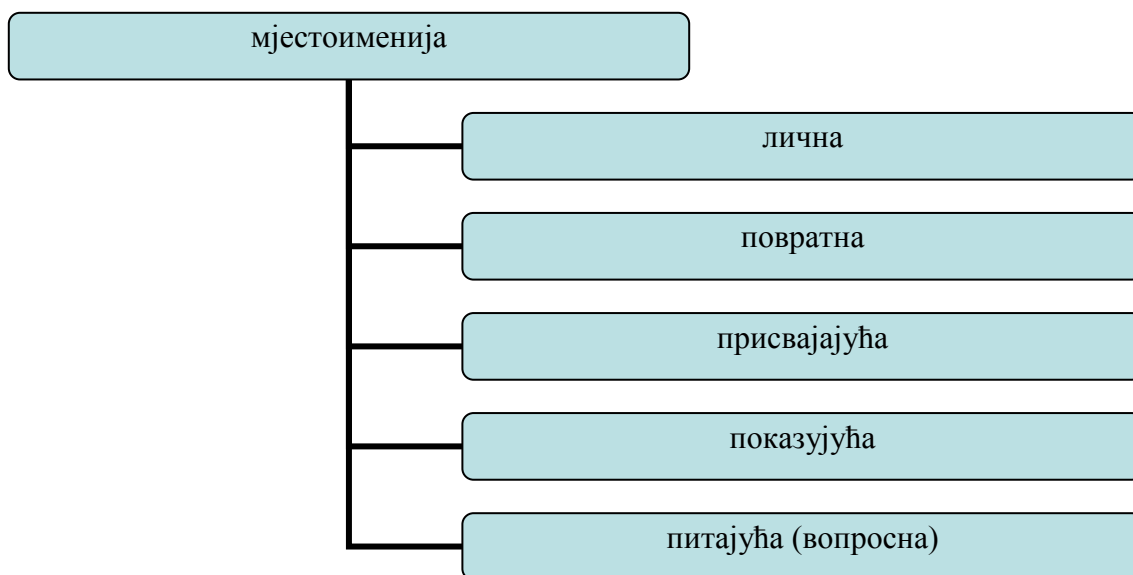 мјестоименија
лична
повратна
присвајајућа
показујућа
питајућа (вопросна)